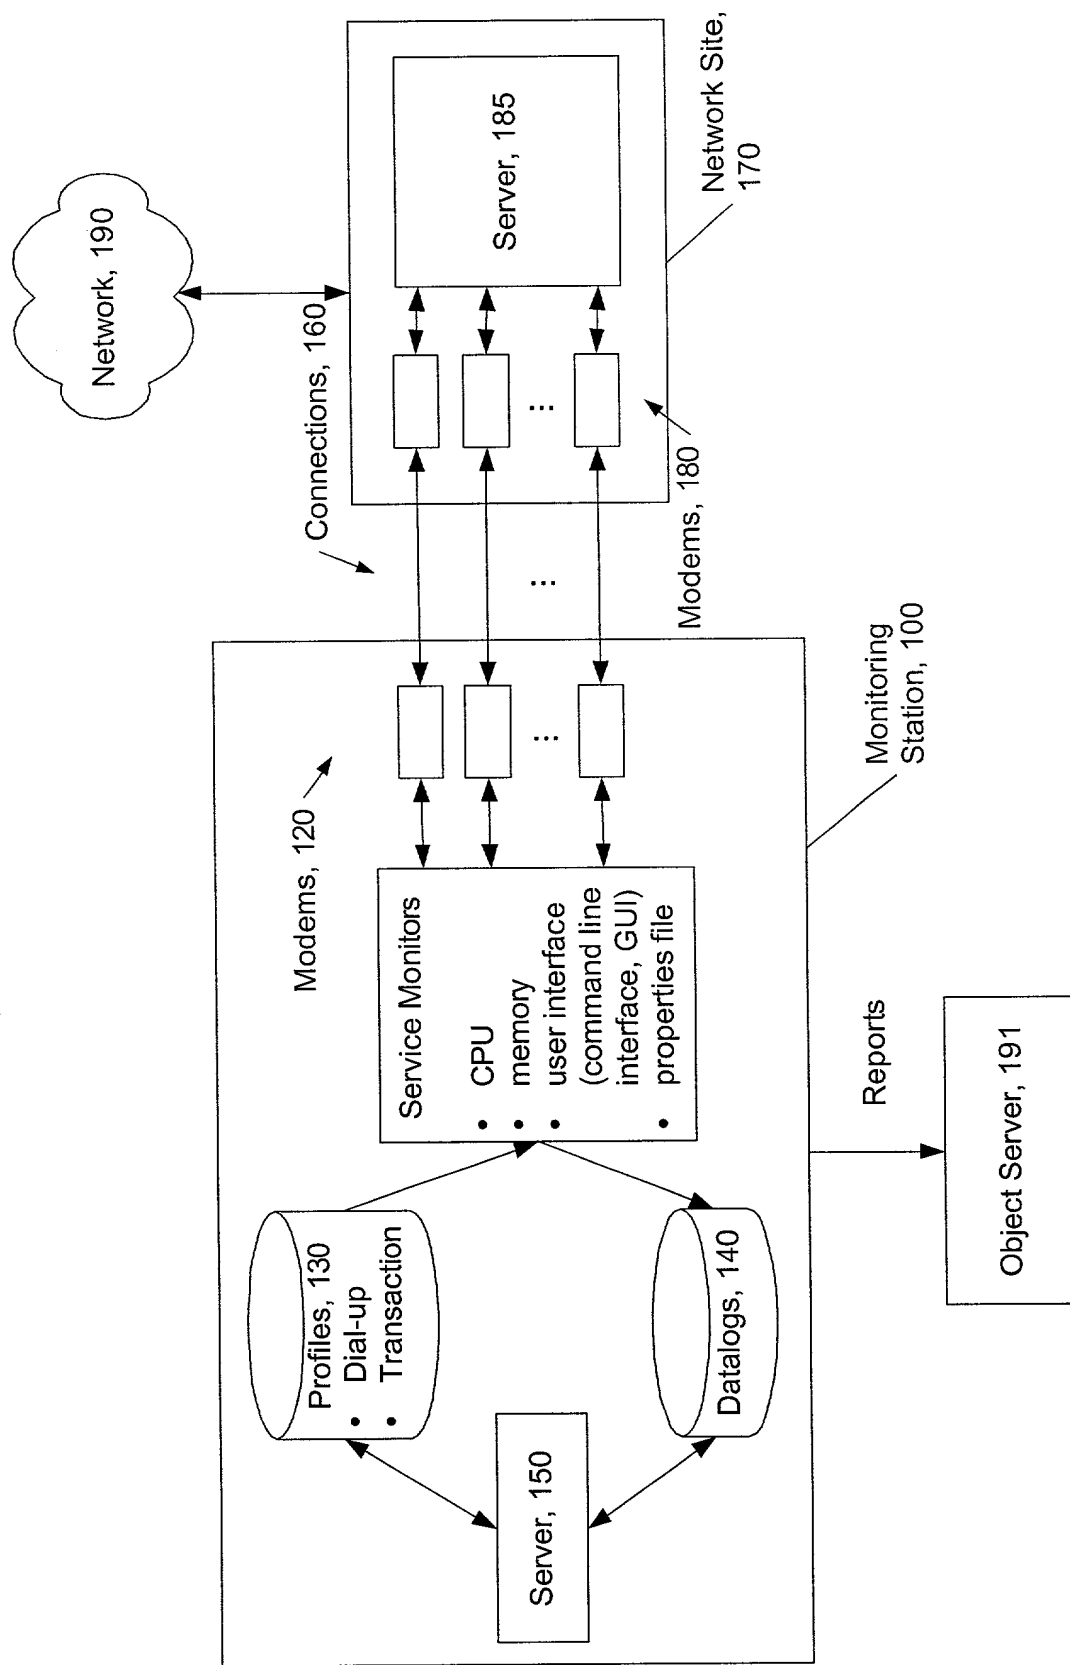 Network, 190
Connections, 160
Server, 185
Network Site,
170
Modems, 180
...
...
...
Modems, 120
Service Monitors
• CPU
• memory
• user interface
(command line
interface, GUI)
• properties file
Profiles, 130
• Dial-up
• Transaction
Server, 150
Datalogs, 140
Monitoring
Station, 100
Reports
Object Server, 191